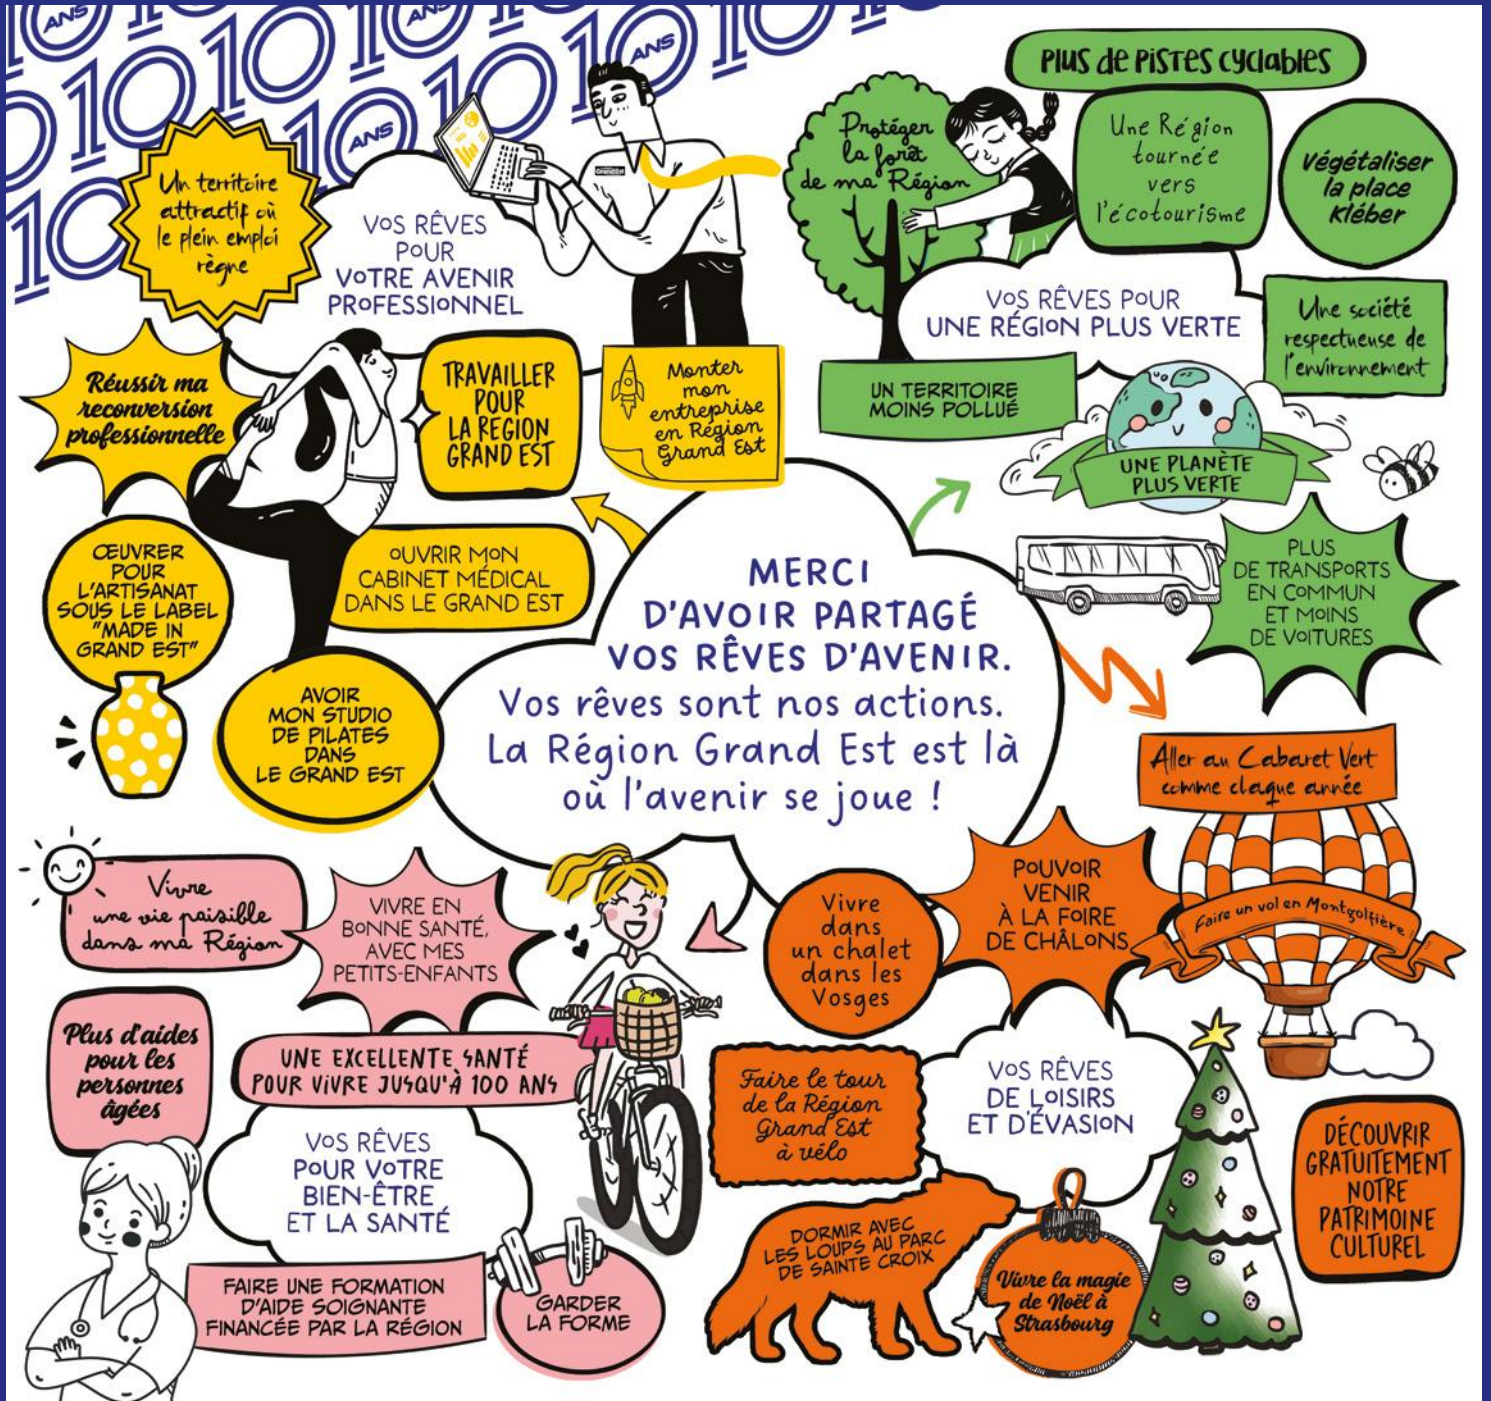 10 ANS
10 ANS
10 ANS
10 ANS
Un territoire
attractif où
le plein emploi
règne
VOS RÊVES
POUR
VOTRE AVENIR
PROFESSIONNEL
GrandEst
Réussir ma
reconversion
professionnelle
TRAVAILLER
POUR
LA REGION
GRAND EST
Monter
mon
entreprise
en Région
Grand Est
ŒUVRER
POUR
L'ARTISANAT
SOUS LE LABEL
"MADE IN
GRAND EST"
OUVRIR MON
CABINET MÉDICAL
DANS LE GRAND EST
AVOIR
MON STUDIO
DE PILATES
DANS
LE GRAND EST
PLUS de PISTES cyclables
Protéger
la forêt
de ma Région
Une Région
tournée
vers
l'écotourisme
Végétaliser
la place
Kléber
VOS RÊVES POUR
UNE RÉGION PLUS VERTE
Une société
respectueuse de
l'environnement
UN TERRITOIRE
MOINS POLLUÉ
UNE PLANÈTE
PLUS VERTE
PLUS
DE TRANSPORTS
EN COMMUN
ET MOINS
DE VOITURES
MERCI
D'AVOIR PARTAGÉ
VOS RÊVES D'AVENIR.
Vos rêves sont nos actions.
La Région Grand Est est là
où l'avenir se joue !
Vivre
une vie paisible
dans ma Région
VIVRE EN
BONNE SANTÉ,
AVEC MES
PETITS-ENFANTS
Plus d'aides
pour les
personnes
âgées
UNE EXCELLENTE SANTÉ
POUR VIVRE JUSQU'À 100 ANS
VOS RÊVES
POUR VOTRE
BIEN-ÊTRE
ET LA SANTÉ
FAIRE UNE FORMATION
D'AIDE SOIGNANTE
FINANCÉE PAR LA RÉGION
GARDER
LA FORME
Aller au Cabaret Vert
comme claque année
POUVOIR
VENIR
À LA FOIRE
DE CHÂLONS
Vivre
dans
un chalet
dans les
Vosges
Faire un vol en Montgolfière
Faire le tour
de la Région
Grand Est
à vélo
VOS RÊVES
DE LOISIRS
ET D'ÉVASION
DÉCOUVRIR
GRATUITEMENT
NOTRE
PATRIMOINE
CULTUREL
DORMIR AVEC
LES LOUPS AU PARC
DE SAINTE CROIX
Vivre la magie
de Noël à
Strasbourg